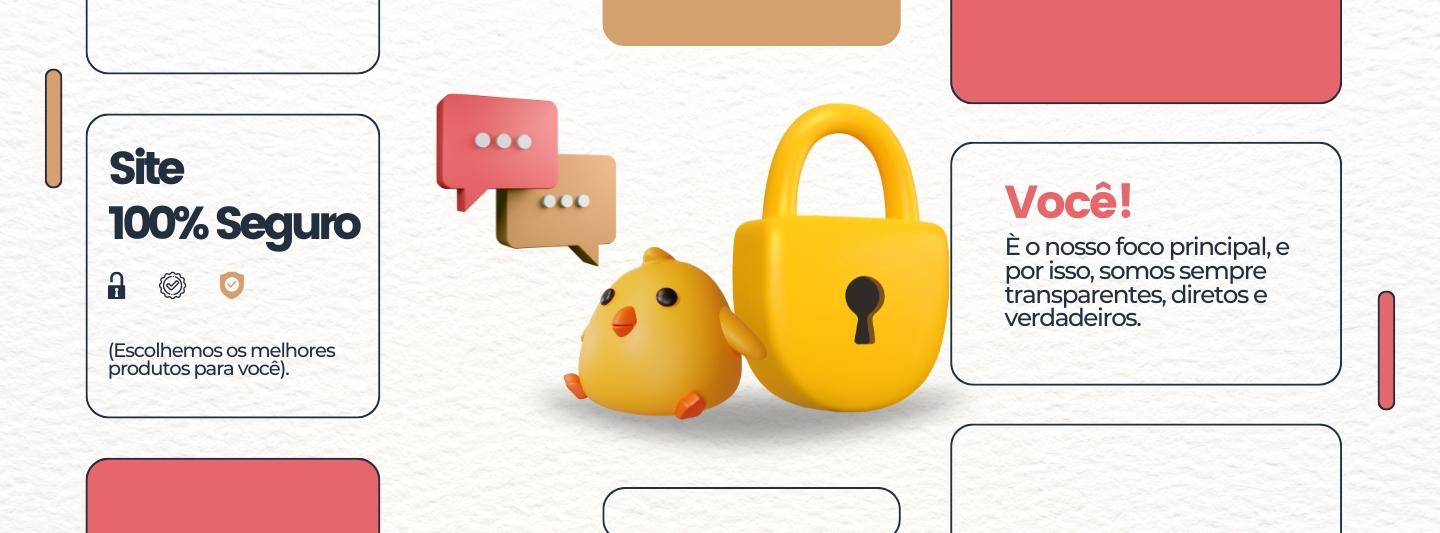 Site
100% Seguro
(Escolhemos os melhores
produtos para você).
Você!
È o nosso foco principal, e
por isso, somos sempre
transparentes, diretos e
verdadeiros.